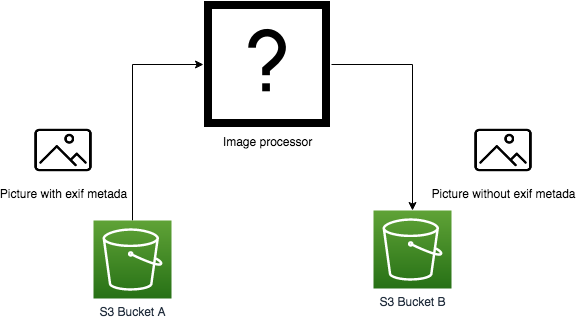 ?
Image processor
Picture with exif metada
Picture without exif metada
S3 Bucket A
S3 Bucket B